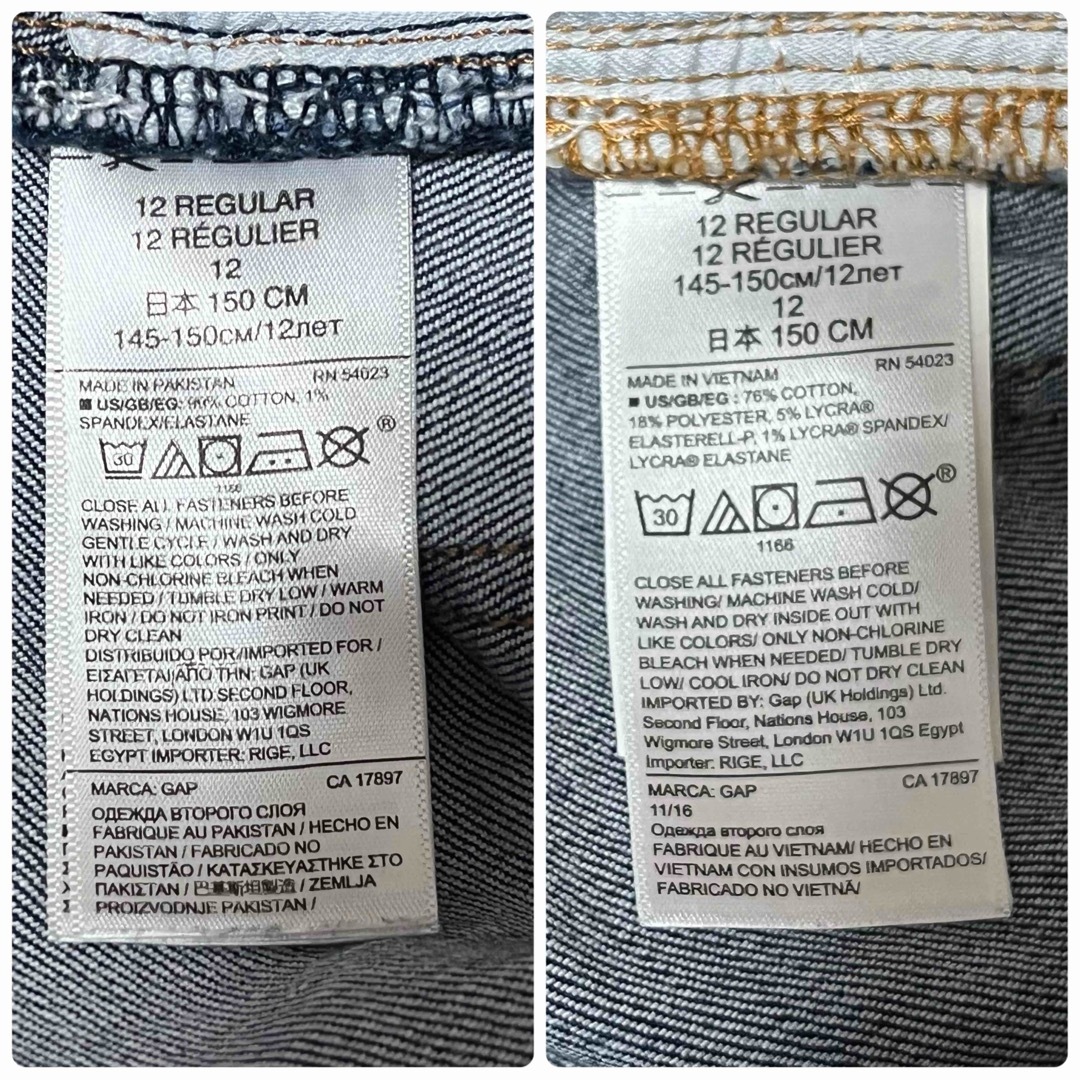 12 REGULAR
12 RÉGULIER
12
日本 150 CM
145-150см/12лет
RN 54023
MADE IN PAKISTAN
US/GB/EG: COTTON, 1%
SPANDEX/ELASTANE
30
®
1166
CLOSE ALL FASTENERS BEFORE
WASHING / MACHINE WASH COLD
GENTLE CYCLE / WASH AND DRY
WITH LIKE COLORS / ONLY
NON-CHLORINE BLEACH WHEN
NEEDED / TUMBLE DRY LOW / WARM
IRON / DO NOT IRON PRINT / DO NOT
DRY CLEAN
DISTRIBUIDO POR/IMPORTED FOR /
ΕΙΣΑΓΕΤΑΙ ΑΠΌ ΤΗΝ: GAP (UK
HOLDINGS) LTD SECOND FLOOR,
NATIONS HOUSE, 103 WIGMORE
STREET, LONDON W1U 1QS
EGYPT IMPORTER: RIGE, LLC
MARCA: GAP
CA 17897
ОДЕЖДА ВТОРОГО СЛОЯ
FABRIQUE AU PAKISTAN / HECHO EN
PAKISTAN / FABRICADO NO
PAQUISTÃO / ΚΑΤΑΣΚΕΥΑΣΤΗΚΕ ΣΤΟ
ΠΑΚΙΣΤΑΝ / 巴基斯坦製造 / ZEMLJA
PROIZVODNJE PAKISTAN /
12 REGULAR
12 RÉGULIER
145-150см/12лет
12
日本 150 CM
RN 54023
MADE IN VIETNAM
US/GB/EG : 76% COTTON,
18% POLYESTER, 5% LYCRA®
ELASTERELL-P, 1% LYCRA® SPANDEX/
LYCRA® ELASTANE
30
®
1166
CLOSE ALL FASTENERS BEFORE
WASHING/ MACHINE WASH COLD/
WASH AND DRY INSIDE OUT WITH
LIKE COLORS/ ONLY NON-CHLORINE
BLEACH WHEN NEEDED/ TUMBLE DRY
LOW/ COOL IRON/ DO NOT DRY CLEAN
IMPORTED BY: Gap (UK Holdings) Ltd.
Second Floor, Nations House, 103
Wigmore Street, London W1U 1QS Egypt
Importer: RIGE, LLC
MARCA: GAP
CA 17897
11/16
Одежда второго слоя
FABRIQUE AU VIETNAM/ HECHO EN
VIETNAM CON INSUMOS IMPORTADOS/
FABRICADO NO VIETNÃ/